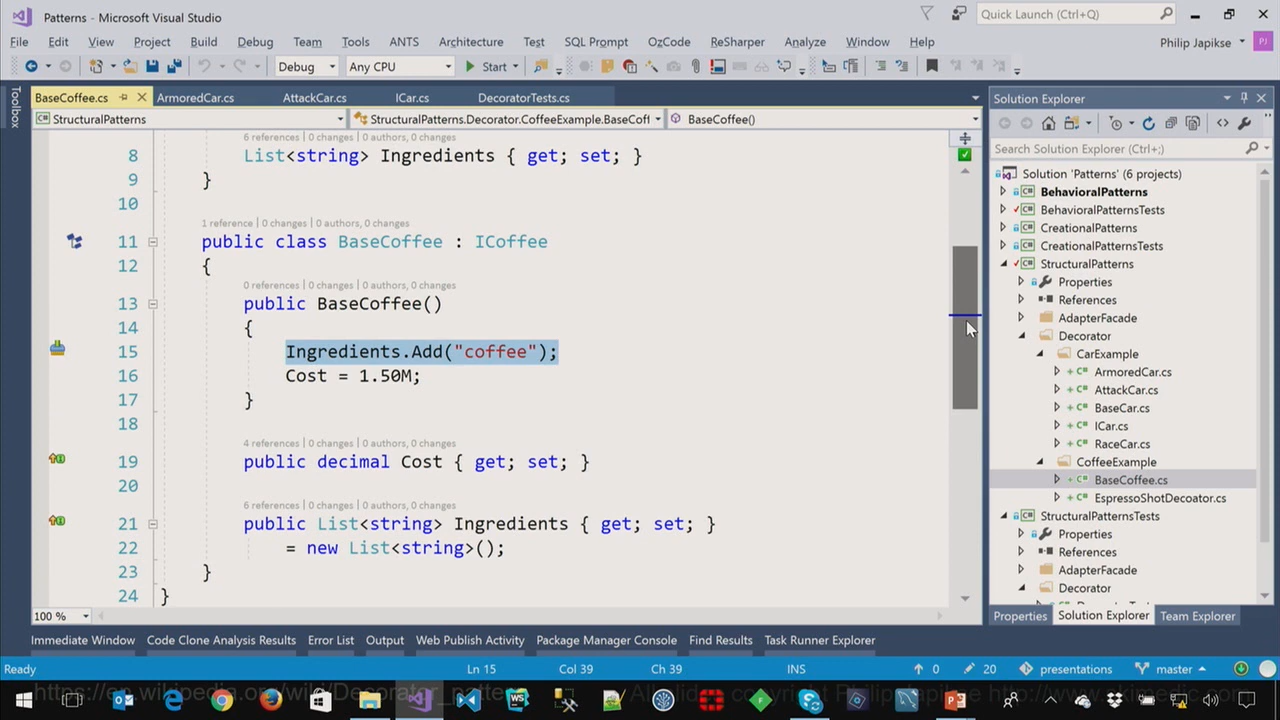 Patterns - Microsoft Visual Studio
Quick Launch (Ctrl+Q)
File Edit View Project Build Debug Team Tools ANTS Architecture Test SQL Prompt OzCode ReSharper Analyze Window Help
Philip Japikse PJ
Debug Any CPU Start
Toolbox
BaseCoffee.cs ArmoredCar.cs AttackCar.cs ICar.cs DecoratorTests.cs
StructuralPatterns StructuralPatterns.Decorator.CoffeeExample.BaseCoff BaseCoffee()
6 references | 0 changes | 0 authors, 0 changes
8 List<string> Ingredients { get; set; }
9 }
10
1 reference | 0 changes | 0 authors, 0 changes
11 public class BaseCoffee : ICoffee
12 {
0 references | 0 changes | 0 authors, 0 changes
13 public BaseCoffee()
14 {
15 Ingredients.Add("coffee");
16 Cost = 1.50M;
17 }
18
4 references | 0 changes | 0 authors, 0 changes
19 public decimal Cost { get; set; }
20
6 references | 0 changes | 0 authors, 0 changes
21 public List<string> Ingredients { get; set; }
22 = new List<string>();
23 }
24 }
100 %
Solution Explorer
Search Solution Explorer (Ctrl+;)
Solution 'Patterns' (6 projects)
BehavioralPatterns
BehavioralPatternsTests
CreationalPatterns
CreationalPatternsTests
StructuralPatterns
Properties
References
AdapterFacade
Decorator
CarExample
ArmoredCar.cs
AttackCar.cs
BaseCar.cs
ICar.cs
RaceCar.cs
CoffeeExample
BaseCoffee.cs
EspressoShotDecoator.cs
StructuralPatternsTests
Properties
References
AdapterFacade
Decorator
Properties Solution Explorer Team Explorer
Immediate Window Code Clone Analysis Results Error List Output Web Publish Activity Package Manager Console Find Results Task Runner Explorer
Ready Ln 15 Col 39 Ch 39 INS 0 20 presentations master